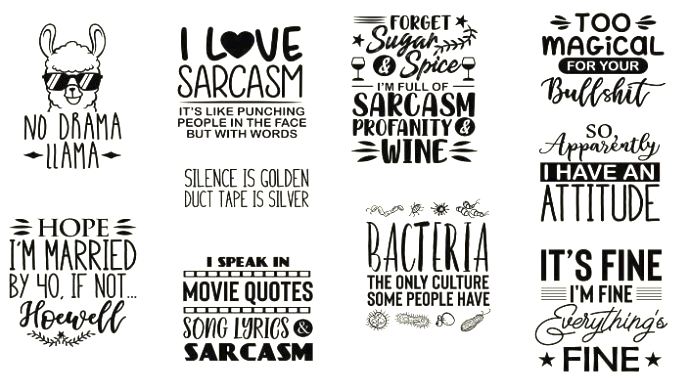 NO DRAMA
LLAMA
I LOVE
SARCASM
IT'S LIKE PUNCHING
PEOPLE IN THE FACE
BUT WITH WORDS
FORGET
Sugar
& Spice
I'M FULL OF
SARCASM
PROFANITY &
WINE
TOO
MAGICAL
FOR YOUR
Bullshit
SILENCE IS GOLDEN
DUCT TAPE IS SILVER
SO,
Apparently
I HAVE AN
ATTITUDE
HOPE
I'M MARRIED
BY 40, IF NOT...
Hoewell
I SPEAK IN
MOVIE QUOTES
SONG LYRICS &
SARCASM
BACTERIA
THE ONLY CULTURE
SOME PEOPLE HAVE
IT'S FINE
I'M FINE
Everything's
FINE